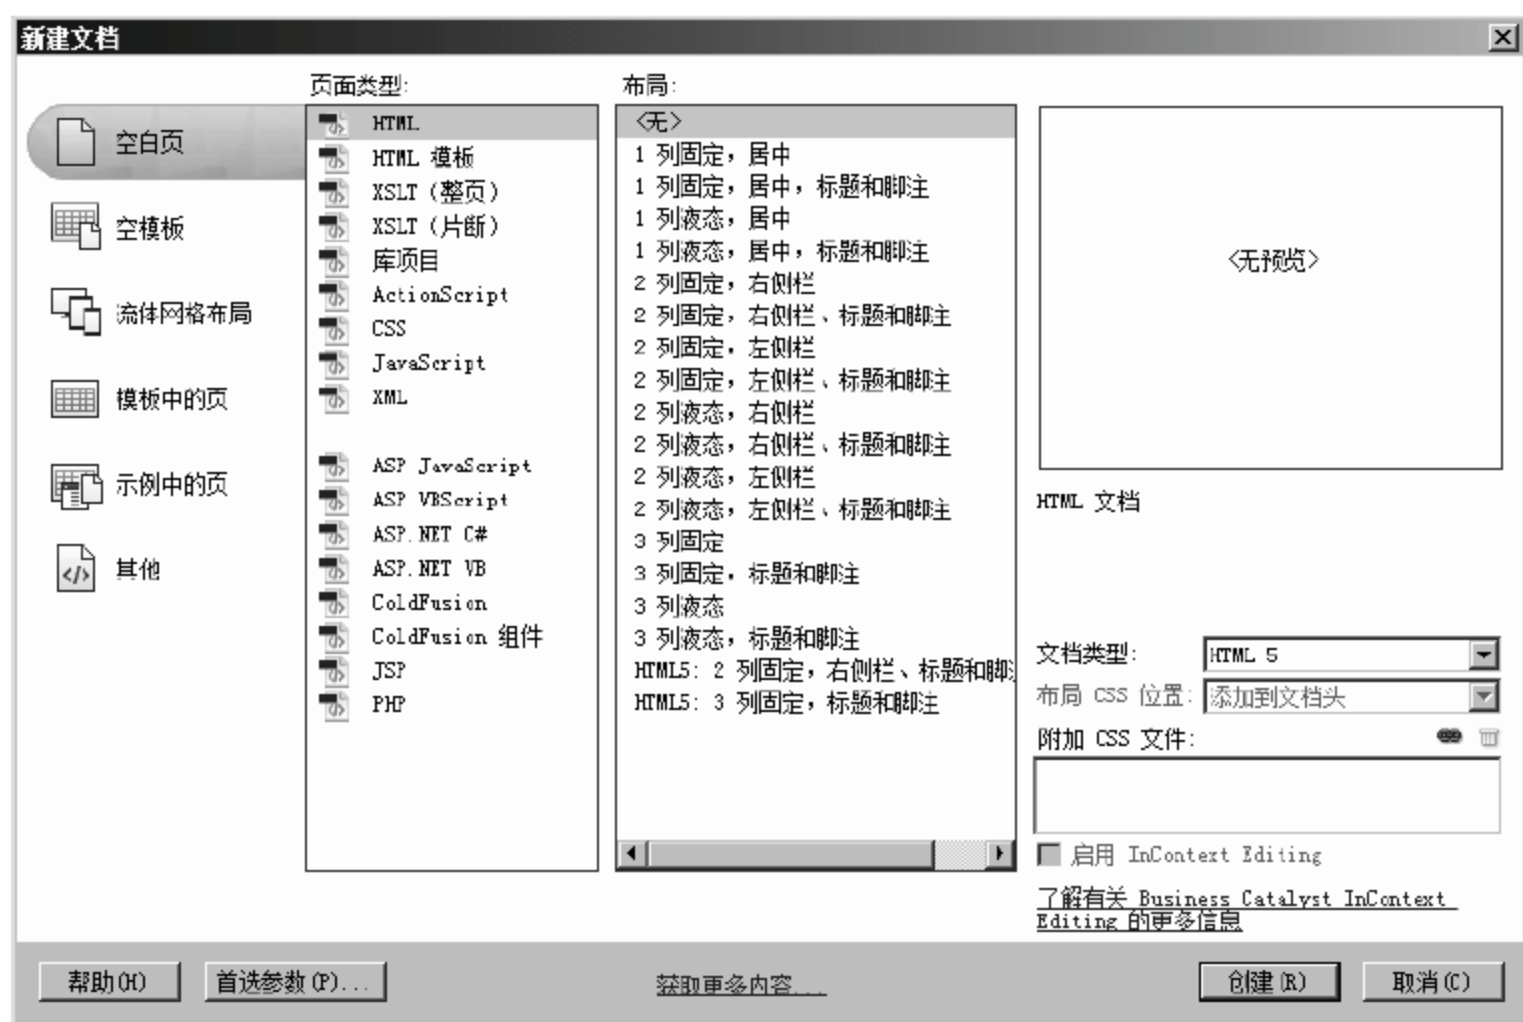 新建文档
页面类型:
布局:
空白页
空模板
流体网格布局
模板中的页
示例中的页
其他
HTML
HTML 模板
XSLT (整页)
XSLT (片断)
库项目
ActionScript
CSS
JavaScript
XML
ASP JavaScript
ASP VBScript
ASP.NET C#
ASP.NET VB
ColdFusion
ColdFusion 组件
JSP
PHP
<无>
1 列固定，居中
1 列固定，居中，标题和脚注
1 列液态，居中
1 列液态，居中，标题和脚注
2 列固定，右侧栏
2 列固定，右侧栏、标题和脚注
2 列固定，左侧栏
2 列固定，左侧栏、标题和脚注
2 列液态，右侧栏
2 列液态，右侧栏、标题和脚注
2 列液态，左侧栏
2 列液态，左侧栏、标题和脚注
3 列固定
3 列固定，标题和脚注
3 列液态
3 列液态，标题和脚注
HTML5: 2 列固定，右侧栏、标题和脚注
HTML5: 3 列固定，标题和脚注
<无预览>
HTML 文档
文档类型: HTML 5
布局 CSS 位置: 添加到文档头
附加 CSS 文件:
启用 InContext Editing
了解有关 Business Catalyst InContext
Editing 的更多信息
帮助(H) 首选参数(P)... 获取更多内容... 创建(R) 取消(C)